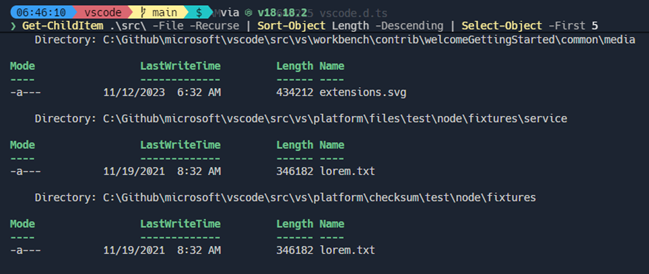 06:46:10 vscode main $ via v18.18.2 5 vscode.d.ts
❯ Get-ChildItem .\src\ -File -Recurse | Sort-Object Length -Descending | Select-Object -First 5
Directory: C:\Github\microsoft\vscode\src\vs\workbench\contrib\welcomeGettingStarted\common\media
Mode LastWriteTime Length Name
---- ------------- ------ ----
-a--- 11/12/2023 6:32 AM 434212 extensions.svg
Directory: C:\Github\microsoft\vscode\src\vs\platform\files\test\node\fixtures\service
Mode LastWriteTime Length Name
---- ------------- ------ ----
-a--- 11/19/2021 8:32 AM 346182 lorem.txt
Directory: C:\Github\microsoft\vscode\src\vs\platform\checksum\test\node\fixtures
Mode LastWriteTime Length Name
---- ------------- ------ ----
-a--- 11/19/2021 8:32 AM 346182 lorem.txt